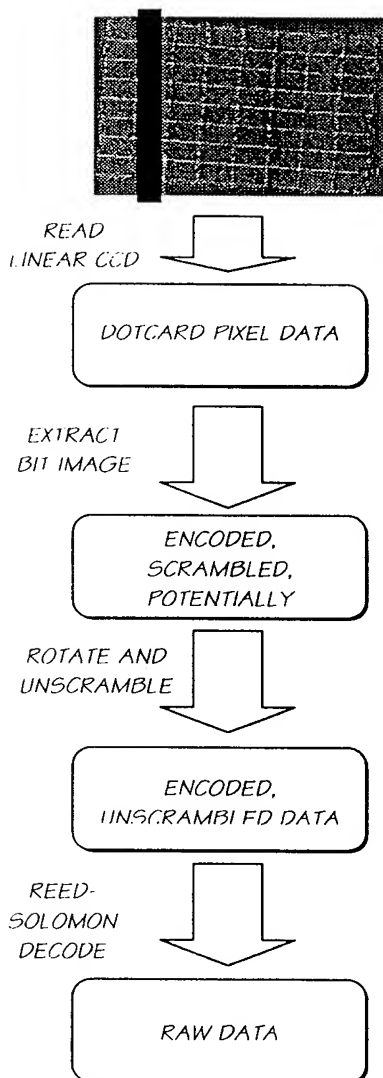 READ
LINEAR CCD
DOTCARD PIXEL DATA
EXTRACT
BIT IMAGE
ENCODED,
SCRAMBLED,
POTENTIALLY
ROTATE AND
UNSCRAMBLE
ENCODED,
UNSCRAMBLED DATA
REED-
SOLOMON
DECODE
RAW DATA